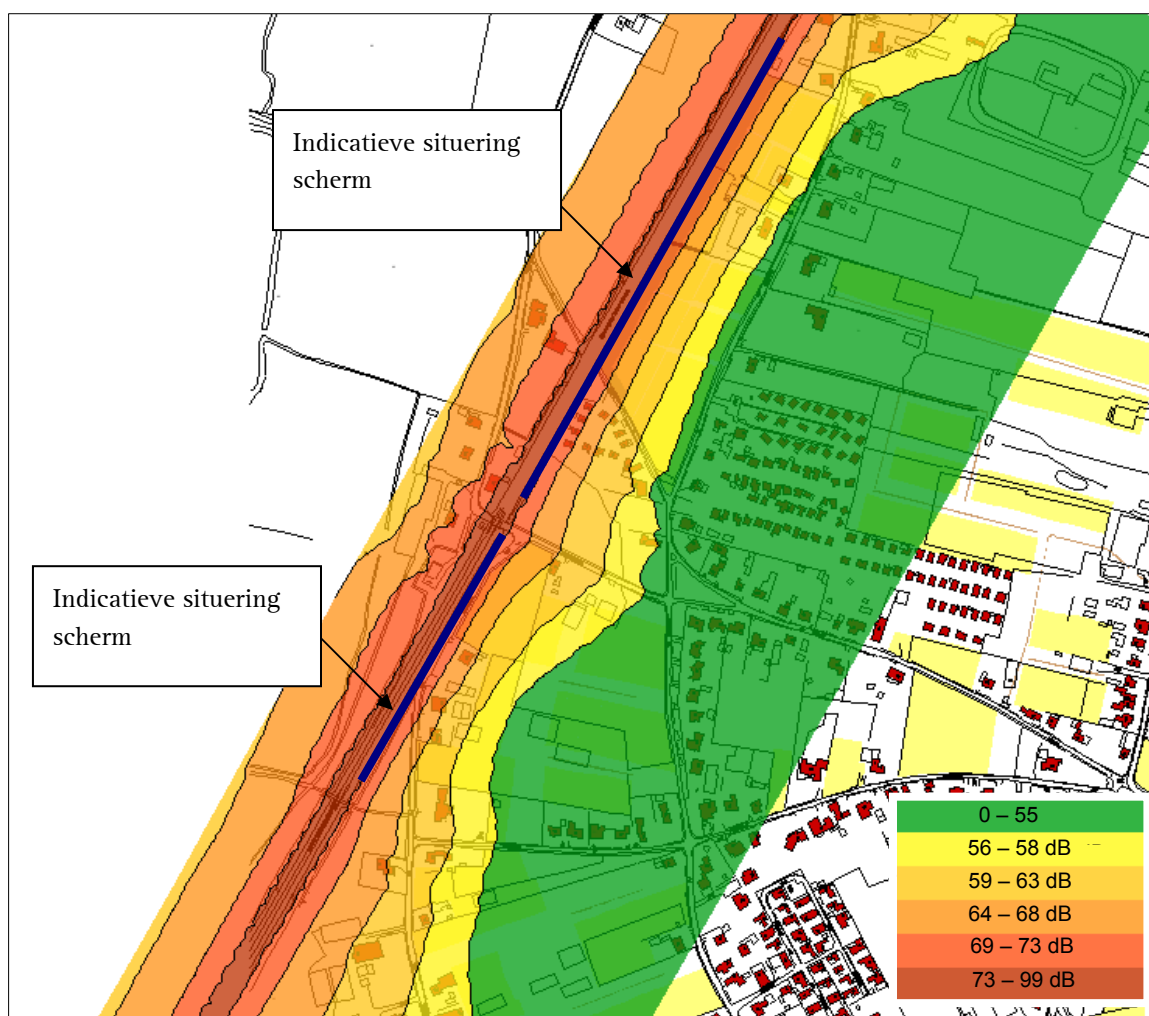 Indicatieve situering
scherm
Indicatieve situering
scherm
0 – 55
56 – 58 dB
59 – 63 dB
64 – 68 dB
69 – 73 dB
73 – 99 dB